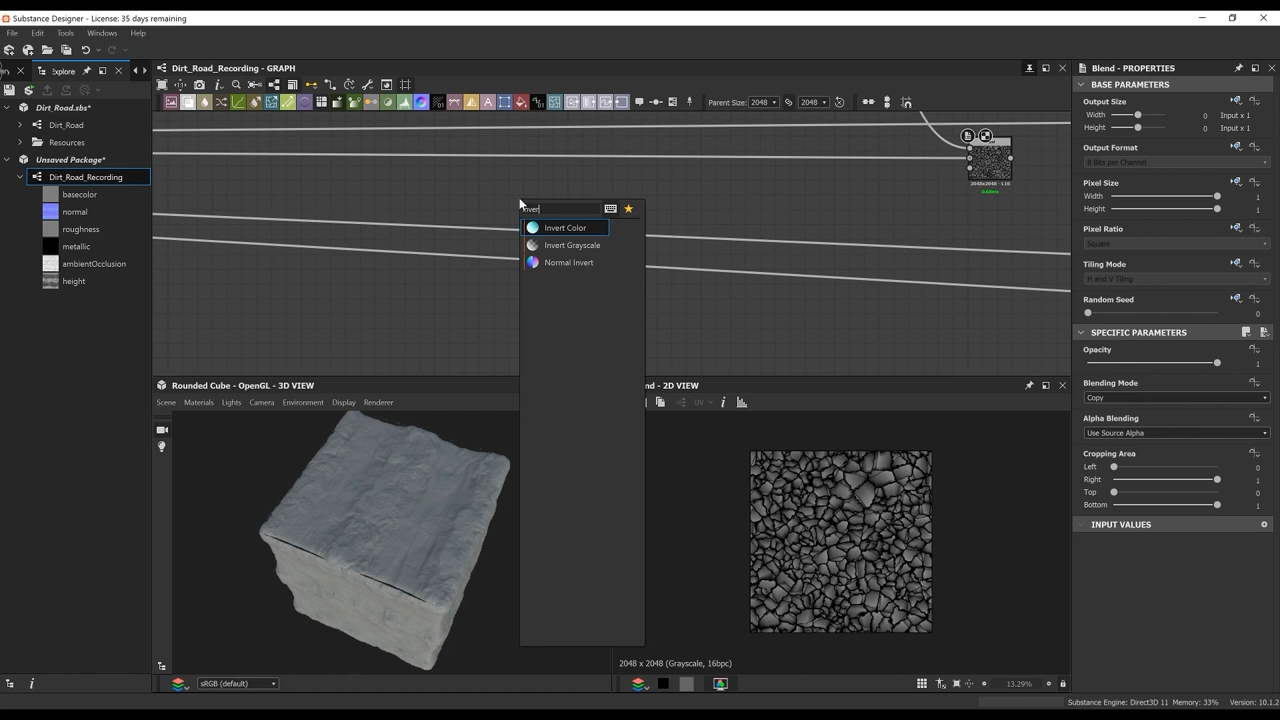 Substance Designer - License: 35 days remaining
File Edit Tools Windows Help
Explore
Dirt_Road.sbs*
Dirt_Road
Resources
Unsaved Package*
Dirt_Road_Recording
basecolor
normal
roughness
metallic
ambientOcclusion
height
Dirt_Road_Recording - GRAPH
Parent Size: 2048 2048
Inver
Invert Color
Invert Grayscale
Normal Invert
Rounded Cube - OpenGL - 3D VIEW
Scene Materials Lights Camera Environment Display Renderer
sRGB (default)
nd - 2D VIEW
UV
2048 x 2048 (Grayscale, 16bpc)
13.29%
Blend - PROPERTIES
BASE PARAMETERS
Output Size
Width 0 Input x 1
Height 0 Input x 1
Output Format
8 Bits per Channel
Pixel Size
Width 1
Height 1
Pixel Ratio
Square
Tiling Mode
H and V Tiling
Random Seed
0
SPECIFIC PARAMETERS
Opacity
1
Blending Mode
Copy
Alpha Blending
Use Source Alpha
Cropping Area
Left 0
Right 1
Top 0
Bottom 1
INPUT VALUES
Substance Engine: Direct3D 11 Memory: 33% Version: 10.1.2